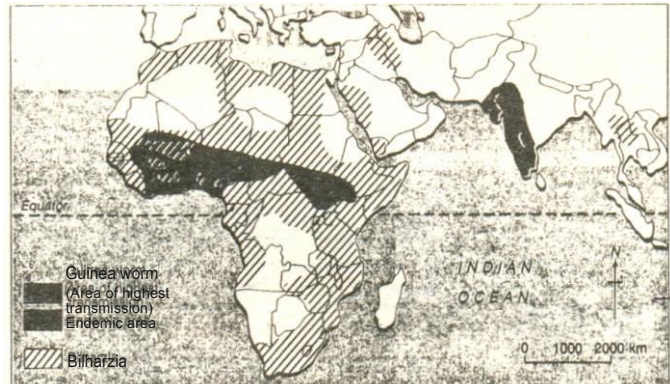 Equator
Guinea worm
(Area of highest
transmission)
Endemic area
Bilharzia
INDIAN
OCEAN
N
0 1000 2000 km